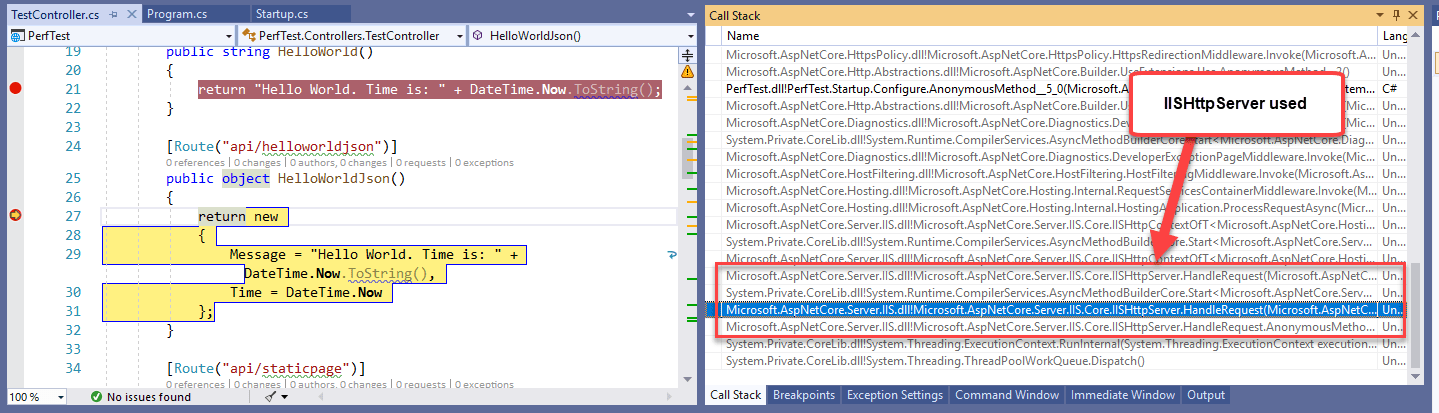 TestController.cs
Program.cs
Startup.cs
PerfTest
PerfTest.Controllers.TestController
HelloWorldJson()
19 public string HelloWorld()
20 {
21 return "Hello World. Time is: " + DateTime.Now.ToString();
22 }
23
24 [Route("api/helloworldjson")]
0 references | 0 changes | 0 authors, 0 changes | 0 requests | 0 exceptions
25 public object HelloWorldJson()
26 {
27 return new
28 {
29 Message = "Hello World. Time is: " +
DateTime.Now.ToString(),
30 Time = DateTime.Now
31 };
32 }
33
34 [Route("api/staticpage")]
0 references | 0 changes | 0 authors, 0 changes | 0 requests | 0 exceptions
100 %
No issues found
Call Stack
Name
Lang
Microsoft.AspNetCore.HttpsPolicy.dll!Microsoft.AspNetCore.HttpsPolicy.HttpsRedirectionMiddleware.Invoke(Microsoft.A... Un...
Microsoft.AspNetCore.Http.Abstractions.dll!Microsoft.AspNetCore.Builder.UseExtensions.Use.AnonymousMethod__2() Un...
PerfTest.dll!PerfTest.Startup.Configure.AnonymousMethod__5_0(Microsoft.A tem... C#
Microsoft.AspNetCore.Http.Abstractions.dll!Microsoft.AspNetCore.Builder.U Un...
Microsoft.AspNetCore.Diagnostics.dll!Microsoft.AspNetCore.Diagnostics.De o... Un...
System.Private.CoreLib.dll!System.Runtime.CompilerServices.AsyncMethodBuilderCore.Start<Microsoft.AspNetCore.Diag... Un...
Microsoft.AspNetCore.Diagnostics.dll!Microsoft.AspNetCore.Diagnostics.DeveloperExceptionPageMiddleware.Invoke(Mic... Un...
Microsoft.AspNetCore.HostFiltering.dll!Microsoft.AspNetCore.HostFiltering.HostFilteringMiddleware.Invoke(Microsoft.As... Un...
Microsoft.AspNetCore.Hosting.dll!Microsoft.AspNetCore.Hosting.Internal.RequestServicesContainerMiddleware.Invoke(M... Un...
Microsoft.AspNetCore.Hosting.dll!Microsoft.AspNetCore.Hosting.Internal.HostingApplication.ProcessRequestAsync(Micr... Un...
Microsoft.AspNetCore.Server.IIS.dll!Microsoft.AspNetCore.Server.IIS.Core.IISHttpContextOfT<Microsoft.AspNetCore.Hosti... Un...
System.Private.CoreLib.dll!System.Runtime.CompilerServices.AsyncMethodBuilderCore.Start<Microsoft.AspNetCore.Serv... Un...
Microsoft.AspNetCore.Server.IIS.dll!Microsoft.AspNetCore.Server.IIS.Core.IISHttpContextOfT<Microsoft.AspNetCore.Hosti... Un...
Microsoft.AspNetCore.Server.IIS.dll!Microsoft.AspNetCore.Server.IIS.Core.IISHttpServer.HandleRequest(Microsoft.AspNetC... Un...
System.Private.CoreLib.dll!System.Runtime.CompilerServices.AsyncMethodBuilderCore.Start<Microsoft.AspNetCore.Serv... Un...
Microsoft.AspNetCore.Server.IIS.dll!Microsoft.AspNetCore.Server.IIS.Core.IISHttpServer.HandleRequest(Microsoft.AspNetC... Un...
Microsoft.AspNetCore.Server.IIS.dll!Microsoft.AspNetCore.Server.IIS.Core.IISHttpServer.HandleRequest.AnonymousMetho... Un...
System.Private.CoreLib.dll!System.Threading.ExecutionContext.RunInternal(System.Threading.ExecutionContext execution... Un...
System.Private.CoreLib.dll!System.Threading.ThreadPoolWorkQueue.Dispatch() Un...
IISHttpServer used
Call Stack
Breakpoints
Exception Settings
Command Window
Immediate Window
Output